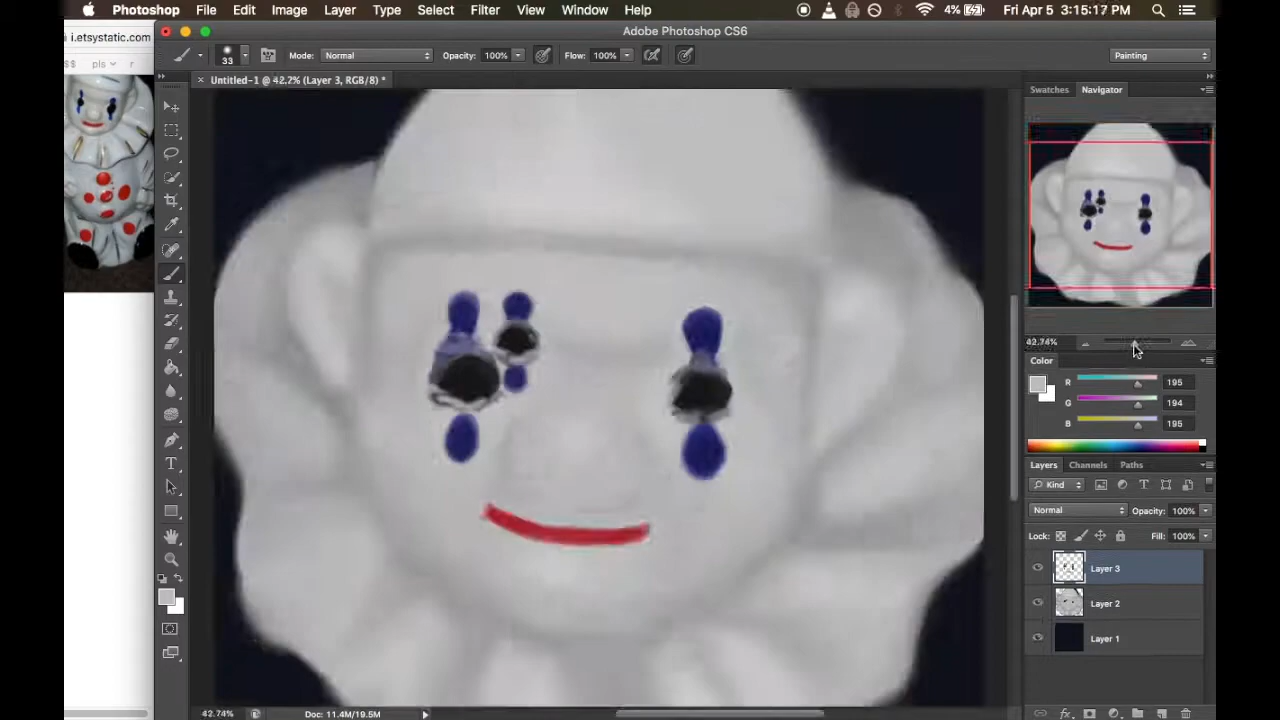 Photoshop File Edit Image Layer Type Select Filter View Window Help 4% Fri Apr 5 3:15:17 PM
i.etsystatic.com
Adobe Photoshop CS6
33 Mode: Normal Opacity: 100% Flow: 100% Painting
$$ pls r
Untitled-1 @ 42.7% (Layer 3, RGB/8) *
Swatches Navigator
42.74%
Color
R 195
G 194
B 195
Layers Channels Paths
Kind
Normal Opacity: 100%
Lock: Fill: 100%
Layer 3
Layer 2
Layer 1
42.74% Doc: 11.4M/19.5M